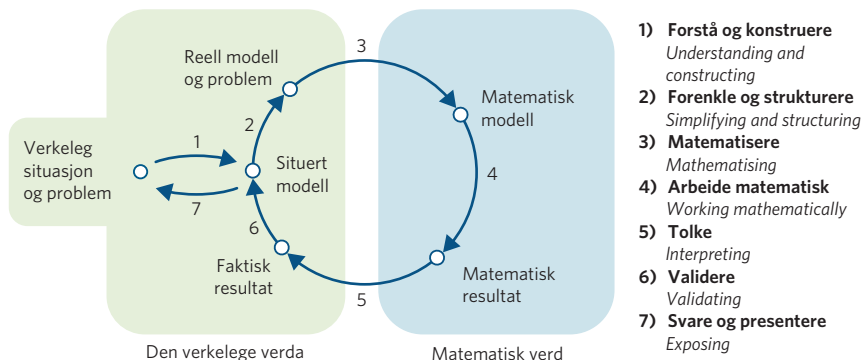 Reell modell
og problem
3
Matematisk
modell
2
Verkeleg
situasjon
og problem
1
7
Situert
modell
4
6
Faktisk
resultat
5
Matematisk
resultat
Den verkelege verda
Matematisk verd
1) Forstå og konstruere
Understanding and
constructing
2) Forenkle og strukturere
Simplifying and structuring
3) Matematisere
Mathematising
4) Arbeide matematisk
Working mathematically
5) Tolke
Interpreting
6) Validere
Validating
7) Svare og presentere
Exposing